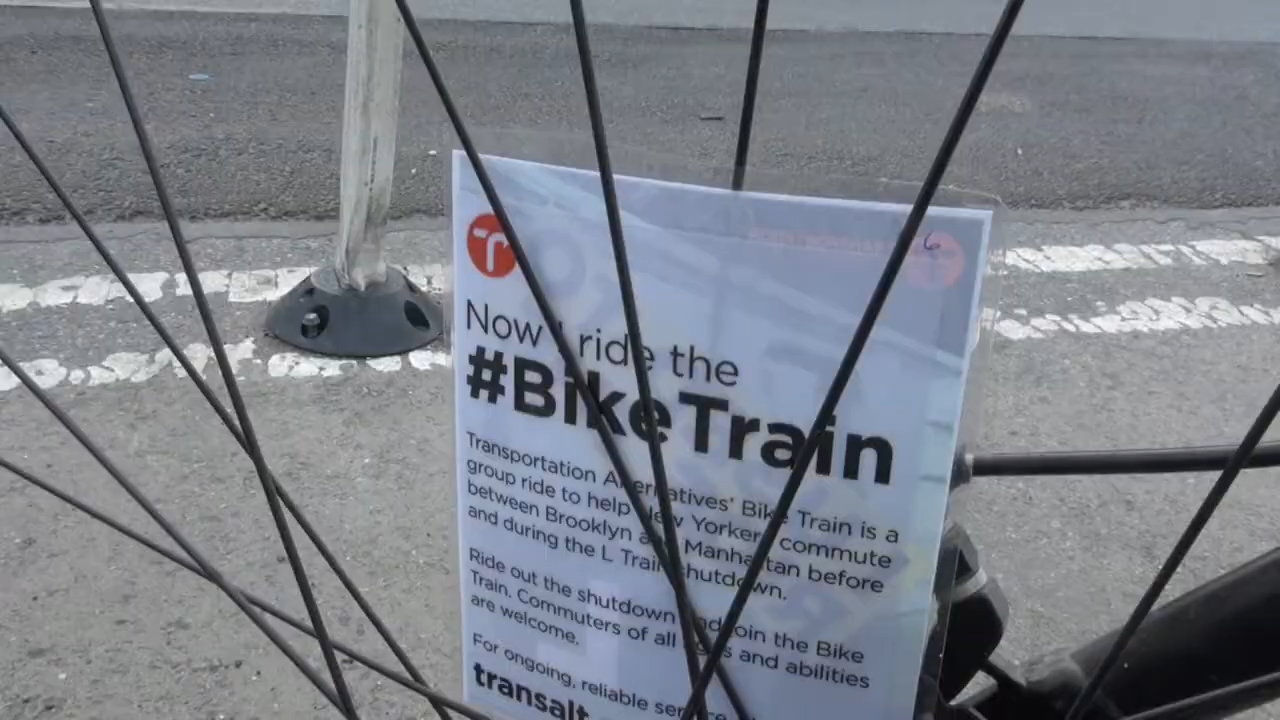 T
Now I ride the
#BikeTrain
Transportation Alternatives' Bike Train is a
group ride to help New Yorkers commute
between Brooklyn and Manhattan before
and during the L Train shutdown.
Ride out the shutdown and join the Bike
Train. Commuters of all and abilities
are welcome.
For ongoing, reliable
transalt
6